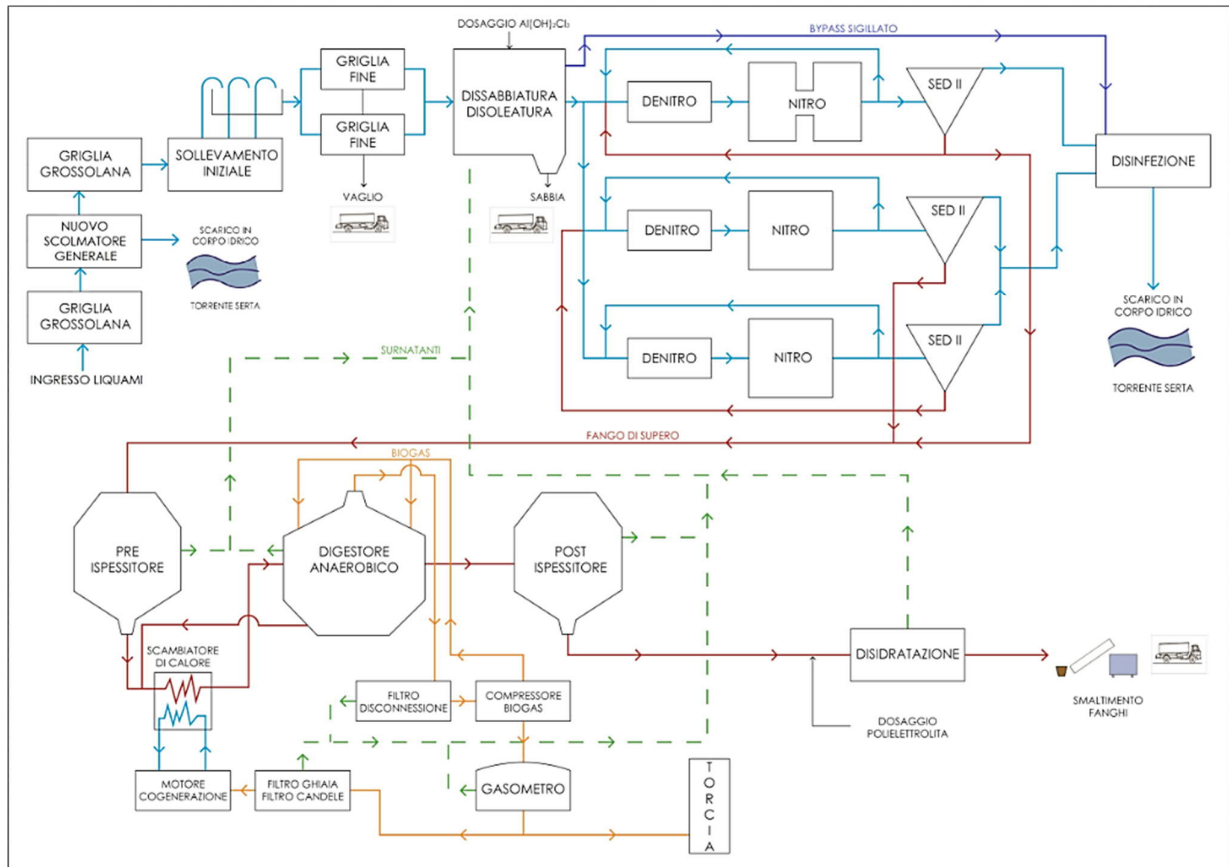 DOSAGGIO Al(OH)₂Cl₃
BYPASS SIGILLATO
GRIGLIA
FINE
GRIGLIA
FINE
VAGLIO
DISSABBIATURA
DISOLEATURA
SABBIA
DENITRO
NITRO
SED II
DISINFEZIONE
GRIGLIA
GROSSOLANA
SOLLEVAMENTO
INIZIALE
NUOVO
SCOLMATORE
GENERALE
SCARICO IN
CORPO IDRICO
TORRENTE SERTA
GRIGLIA
GROSSOLANA
INGRESSO LIQUAMI
DENITRO
NITRO
SED II
DENITRO
NITRO
SED II
SCARICO IN
CORPO IDRICO
TORRENTE SERTA
SURNATANTI
FANGO DI SUPERO
BIOGAS
PRE
ISPESSITORE
DIGESTORE
ANAEROBICO
POST
ISPESSITORE
SCAMBIATORE
DI CALORE
DISIDRATAZIONE
SMALTIMENTO
FANGHI
DOSAGGIO
POLIELETTROLITA
FILTRO
DISCONNESSIONE
COMPRESSORE
BIOGAS
MOTORE
COGENERAZIONE
FILTRO GHIAIA
FILTRO CANDELE
GASOMETRO
TORCIA